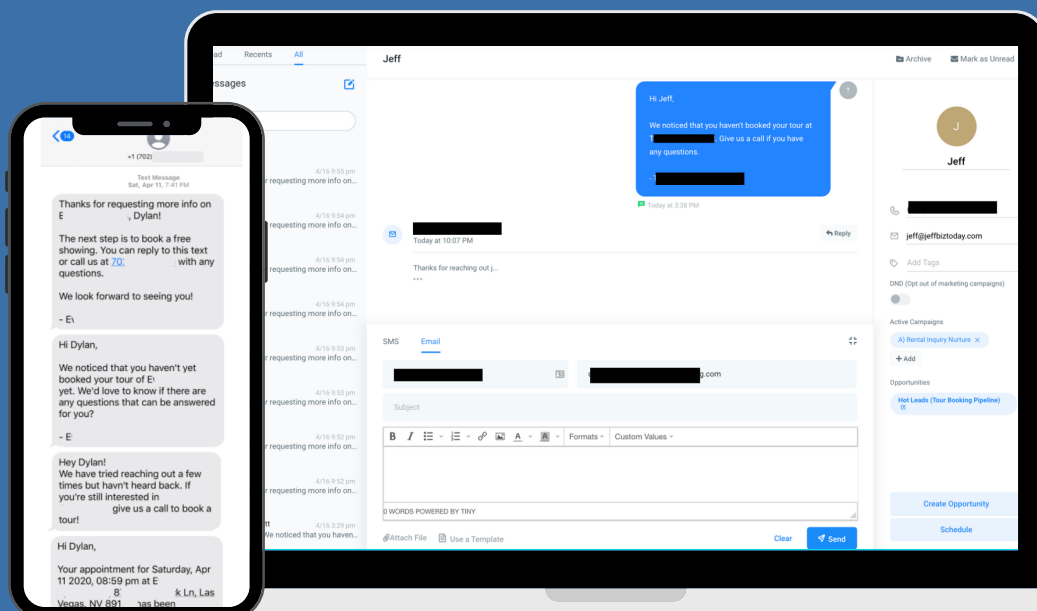 14
+1 (702)
Text Message
Sat, Apr 11, 7:41 PM
Thanks for requesting more info on
, Dylan!
The next step is to book a free
showing. You can reply to this text
or call us at 70 with any
questions.
We look forward to seeing you!
Hi Dylan,
We noticed that you haven't yet
booked your tour of
yet. We'd love to know if there are
any questions that can be answered
for you?
Hey Dylan!
We have tried reaching out a few
times but havn't heard back. If
you're still interested in
give us a call to book a
tour!
Hi Dylan,
Your appointment for Saturday, Apr
11 2020, 08:59 pm at
k Ln, Las
Vegas, NV 891 has been
Recents All
4/16 9:55 pm
requesting more info on...
4/16 9:54 pm
requesting more info on...
4/16 9:54 pm
requesting more info on...
4/16 9:54 pm
requesting more info on...
4/16 9:53 pm
requesting more info on...
4/16 9:53 pm
requesting more info on...
4/16 9:52 pm
requesting more info on...
4/16 9:52 pm
requesting more info on...
4/16 3:29 pm
We noticed that you haven...
Jeff
Archive Mark as Unread
Hi Jeff,
We noticed that you haven't booked your tour at
. Give us a call if you have
any questions.
Today at 3:38 PM
Today at 10:07 PM
Reply
Thanks for reaching out j...
SMS Email
g.com
Subject
B I A A Formats Custom Values
0 WORDS POWERED BY TINY
Attach File Use a Template Clear Send
J
Jeff
jeff@jeffbiztoday.com
Add Tags
DND (Opt out of marketing campaigns)
Active Campaigns
A) Rental Inquiry Nurture ×
+ Add
Opportunities
Hot Leads (Tour Booking Pipeline)
Create Opportunity
Schedule